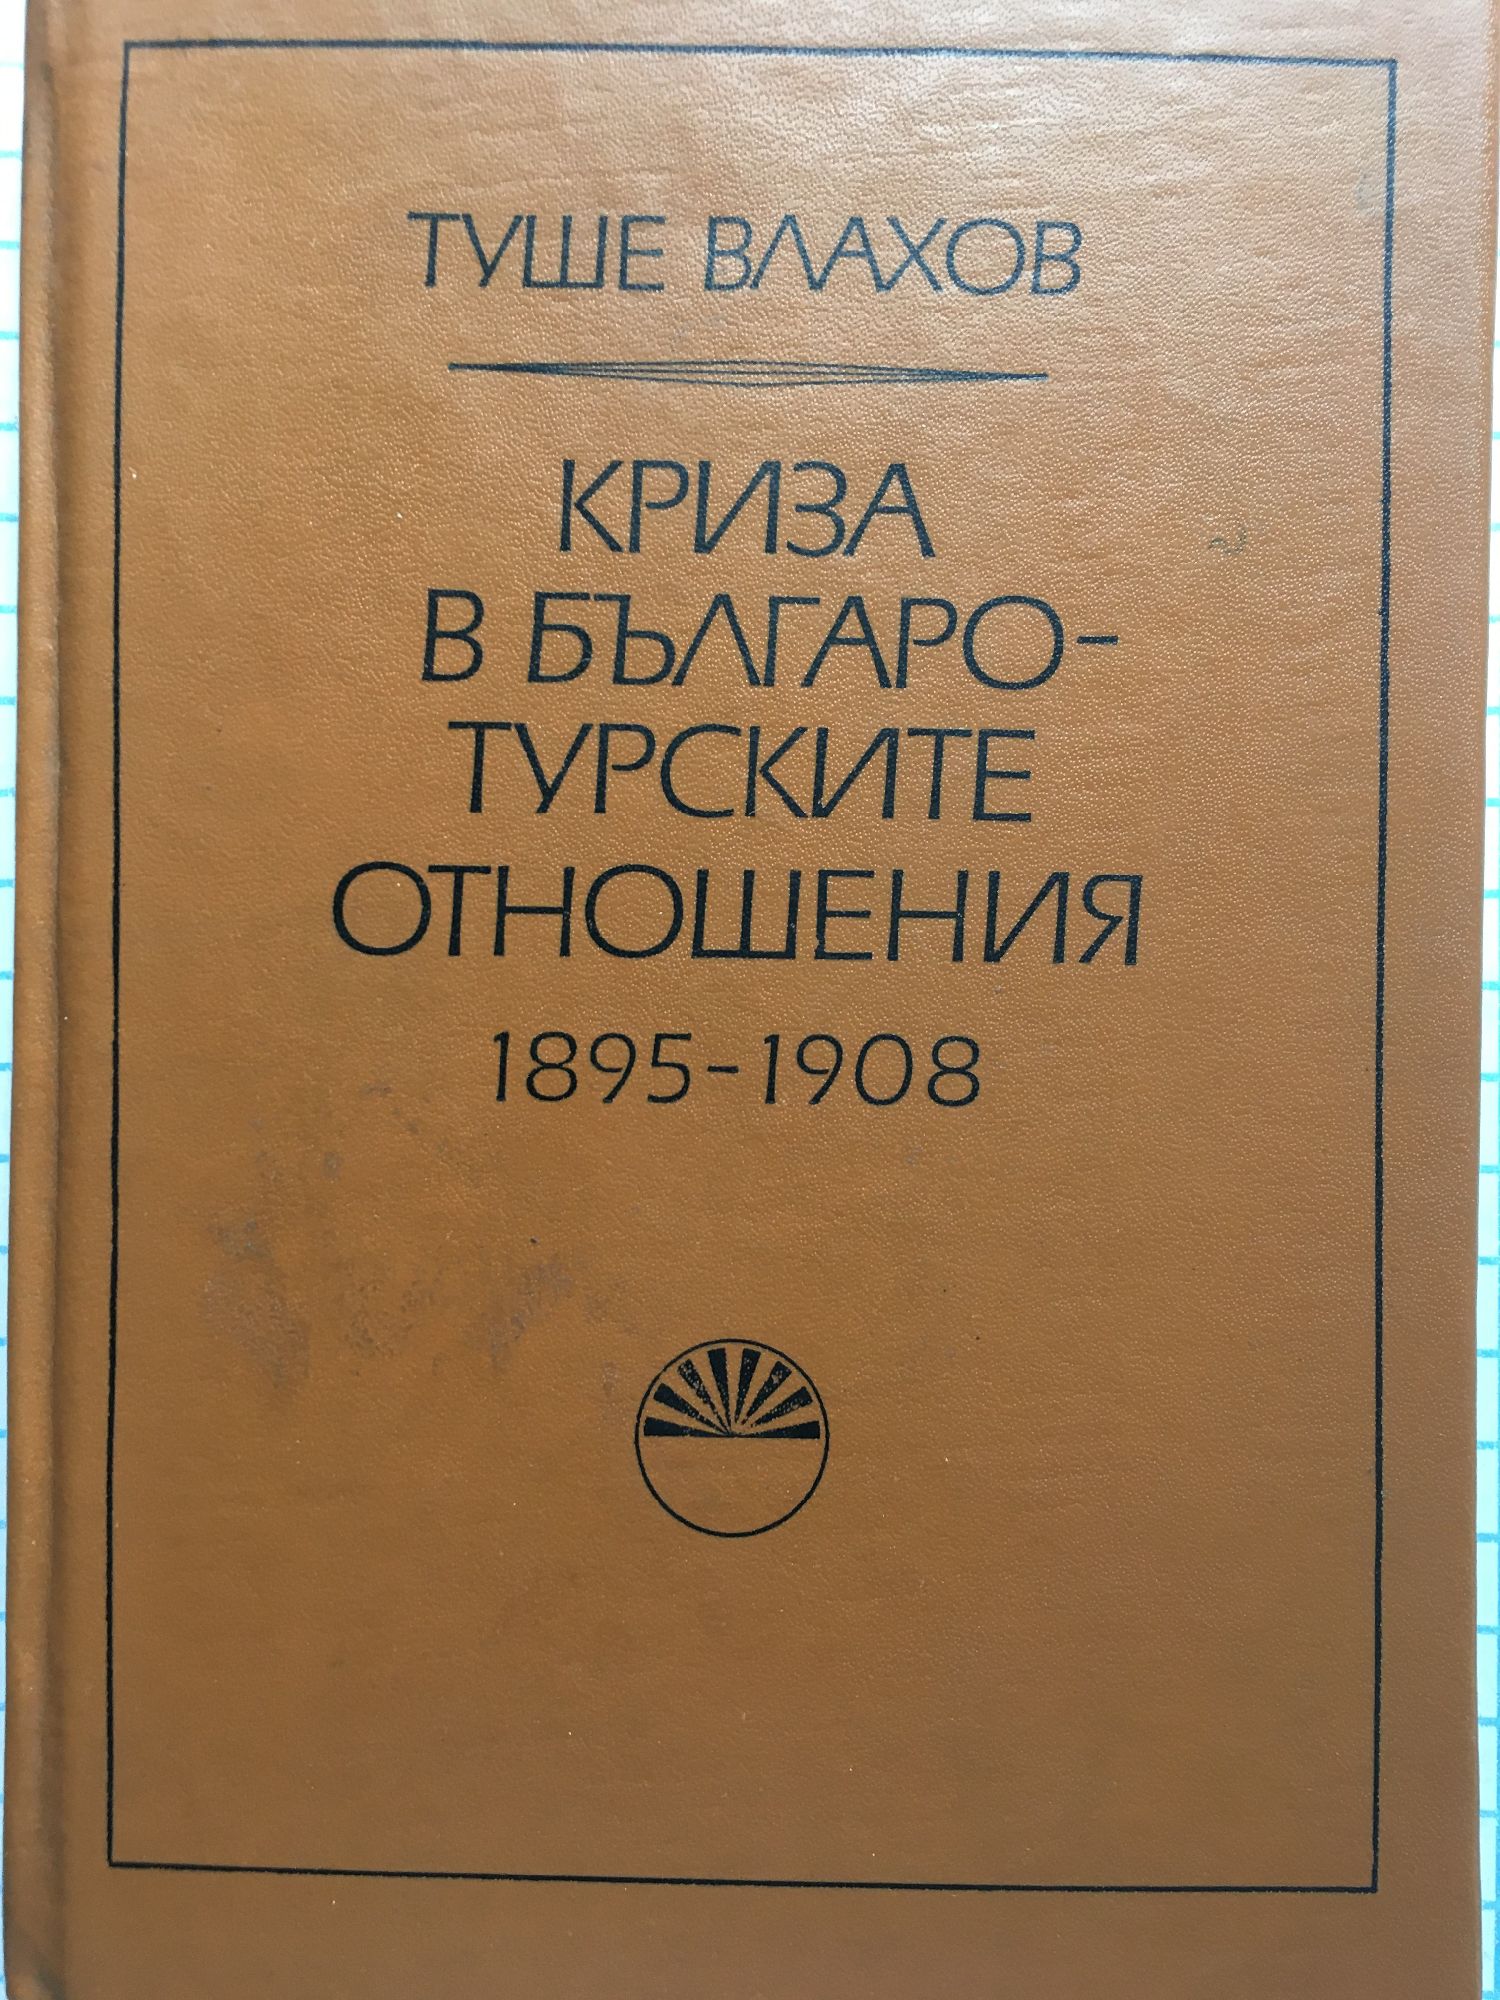 ТУШЕ ВЛАХОВ
КРИЗА
В БЪЛГАРО-
ТУРСКИТЕ
ОТНОШЕНИЯ
1895-1908